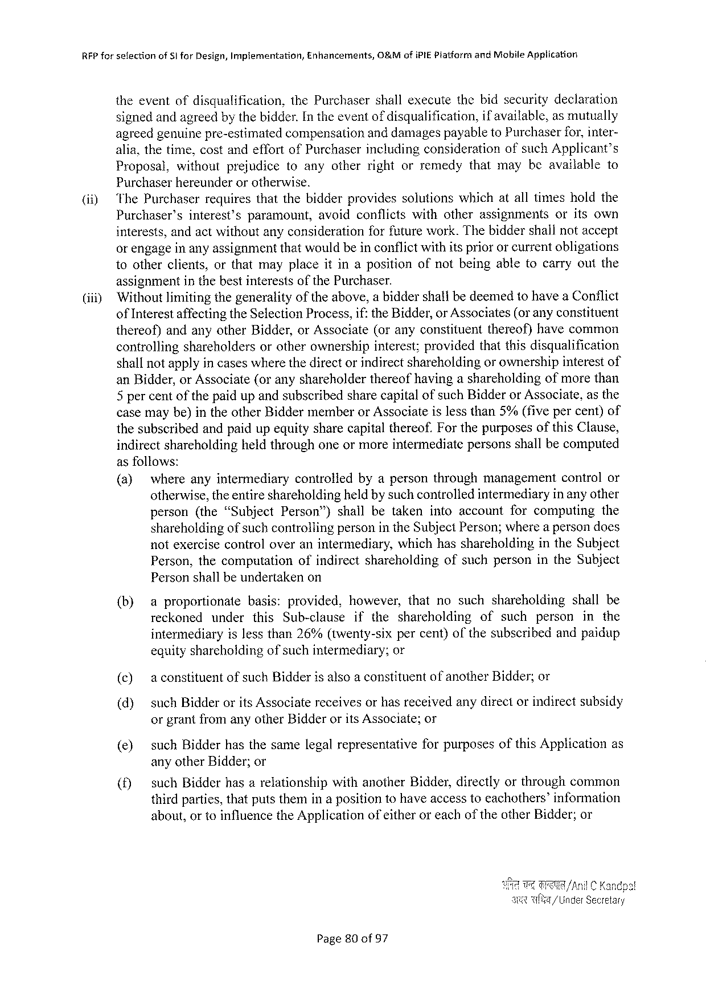 RFP for selection of SI for Design, Implementation, Enhancements, O&M of iPIE Platform and Mobile Application
the event of disqualification, the Purchaser shall execute the bid security declaration
signed and agreed by the bidder. In the event of disqualification, if available, as mutually
agreed genuine pre-estimated compensation and damages payable to Purchaser for, inter-
alia, the time, cost and effort of Purchaser including consideration of such Applicant's
Proposal, without prejudice to any other right or remedy that may be available to
Purchaser hereunder or otherwise.
(ii) The Purchaser requires that the bidder provides solutions which at all times hold the
Purchaser's interest's paramount, avoid conflicts with other assignments or its own
interests, and act without any consideration for future work. The bidder shall not accept
or engage in any assignment that would be in conflict with its prior or current obligations
to other clients, or that may place it in a position of not being able to carry out the
assignment in the best interests of the Purchaser.
(iii) Without limiting the generality of the above, a bidder shall be deemed to have a Conflict
of Interest affecting the Selection Process, if: the Bidder, or Associates (or any constituent
thereof) and any other Bidder, or Associate (or any constituent thereof) have common
controlling shareholders or other ownership interest; provided that this disqualification
shall not apply in cases where the direct or indirect shareholding or ownership interest of
an Bidder, or Associate (or any shareholder thereof having a shareholding of more than
5 per cent of the paid up and subscribed share capital of such Bidder or Associate, as the
case may be) in the other Bidder member or Associate is less than 5% (five per cent) of
the subscribed and paid up equity share capital thereof. For the purposes of this Clause,
indirect shareholding held through one or more intermediate persons shall be computed
as follows:
(a) where any intermediary controlled by a person through management control or
otherwise, the entire shareholding held by such controlled intermediary in any other
person (the "Subject Person") shall be taken into account for computing the
shareholding of such controlling person in the Subject Person; where a person does
not exercise control over an intermediary, which has shareholding in the Subject
Person, the computation of indirect shareholding of such person in the Subject
Person shall be undertaken on
(b) a proportionate basis: provided, however, that no such shareholding shall be
reckoned under this Sub-clause if the shareholding of such person in the
intermediary is less than 26% (twenty-six per cent) of the subscribed and paidup
equity shareholding of such intermediary; or
(c) a constituent of such Bidder is also a constituent of another Bidder; or
(d) such Bidder or its Associate receives or has received any direct or indirect subsidy
or grant from any other Bidder or its Associate; or
(e) such Bidder has the same legal representative for purposes of this Application as
any other Bidder; or
(f) such Bidder has a relationship with another Bidder, directly or through common
third parties, that puts them in a position to have access to eachothers' information
about, or to influence the Application of either or each of the other Bidder; or
अनिल चन्द काण्डपाल/Anil C Kandpal
अवर सचिव/Under Secretary
Page 80 of 97